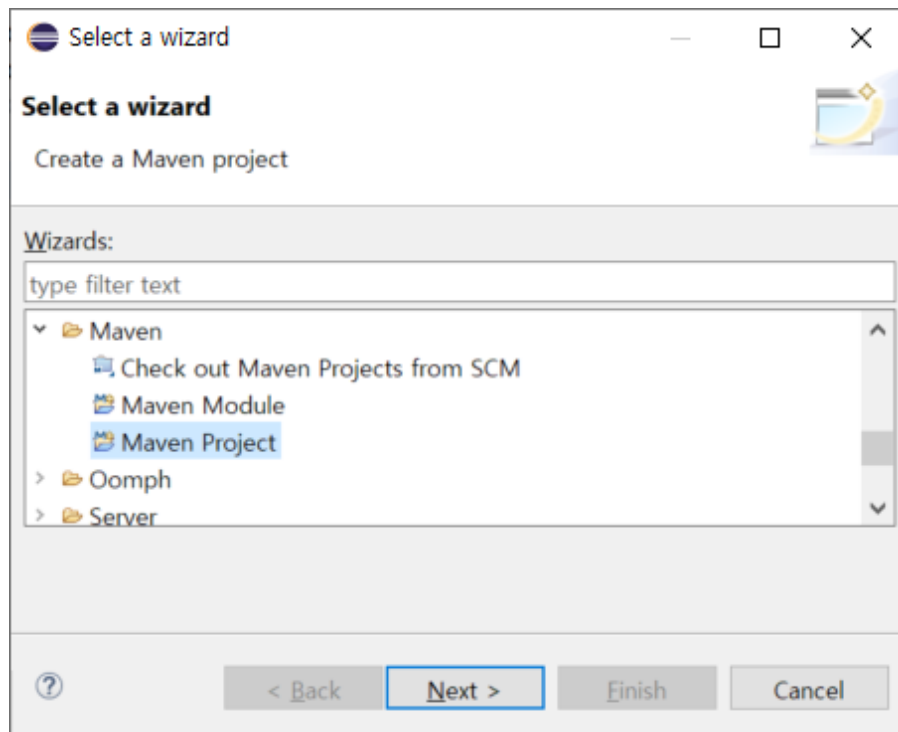 Select a wizard
Select a wizard
Create a Maven project
Wizards:
type filter text
Maven
Check out Maven Projects from SCM
Maven Module
Maven Project
Oomph
Server
< Back Next > Finish Cancel